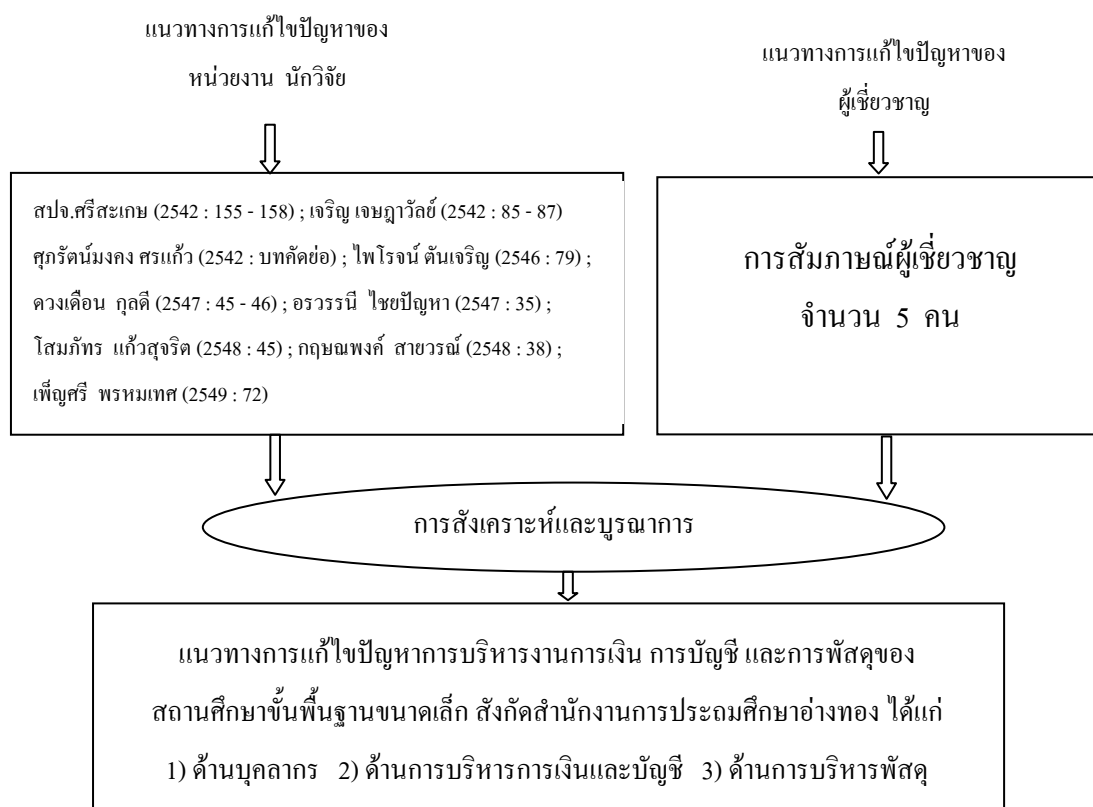 แนวทางการแก้ไขปัญหาของ
หน่วยงาน นักวิจัย
แนวทางการแก้ไขปัญหาของ
ผู้เชี่ยวชาญ
สปจ.ศรีสะเกษ (2542 : 155 - 158) ; เจริญ เจษฎาวัลย์ (2542 : 85 - 87)
ศุภรัตน์มงคง ศรแก้ว (2542 : บทคัดย่อ) ; ไพโรจน์ ตันเจริญ (2546 : 79) ;
ดวงเดือน กุลดี (2547 : 45 - 46) ; อรวรรนี ไชยปัญหา (2547 : 35) ;
โสมภัทร แก้วสุจริต (2548 : 45) ; กฤษณพงค์ สายวรณ์ (2548 : 38) ;
เพ็ญศรี พรหมเทศ (2549 : 72)
การสัมภาษณ์ผู้เชี่ยวชาญ
จำนวน 5 คน
การสังเคราะห์และบูรณาการ
แนวทางการแก้ไขปัญหาการบริหารงานการเงิน การบัญชี และการพัสดุของ
สถานศึกษาขั้นพื้นฐานขนาดเล็ก สังกัดสำนักงานการประถมศึกษาอ่างทอง ได้แก่
1) ด้านบุคลากร 2) ด้านการบริหารการเงินและบัญชี 3) ด้านการบริหารพัสดุ